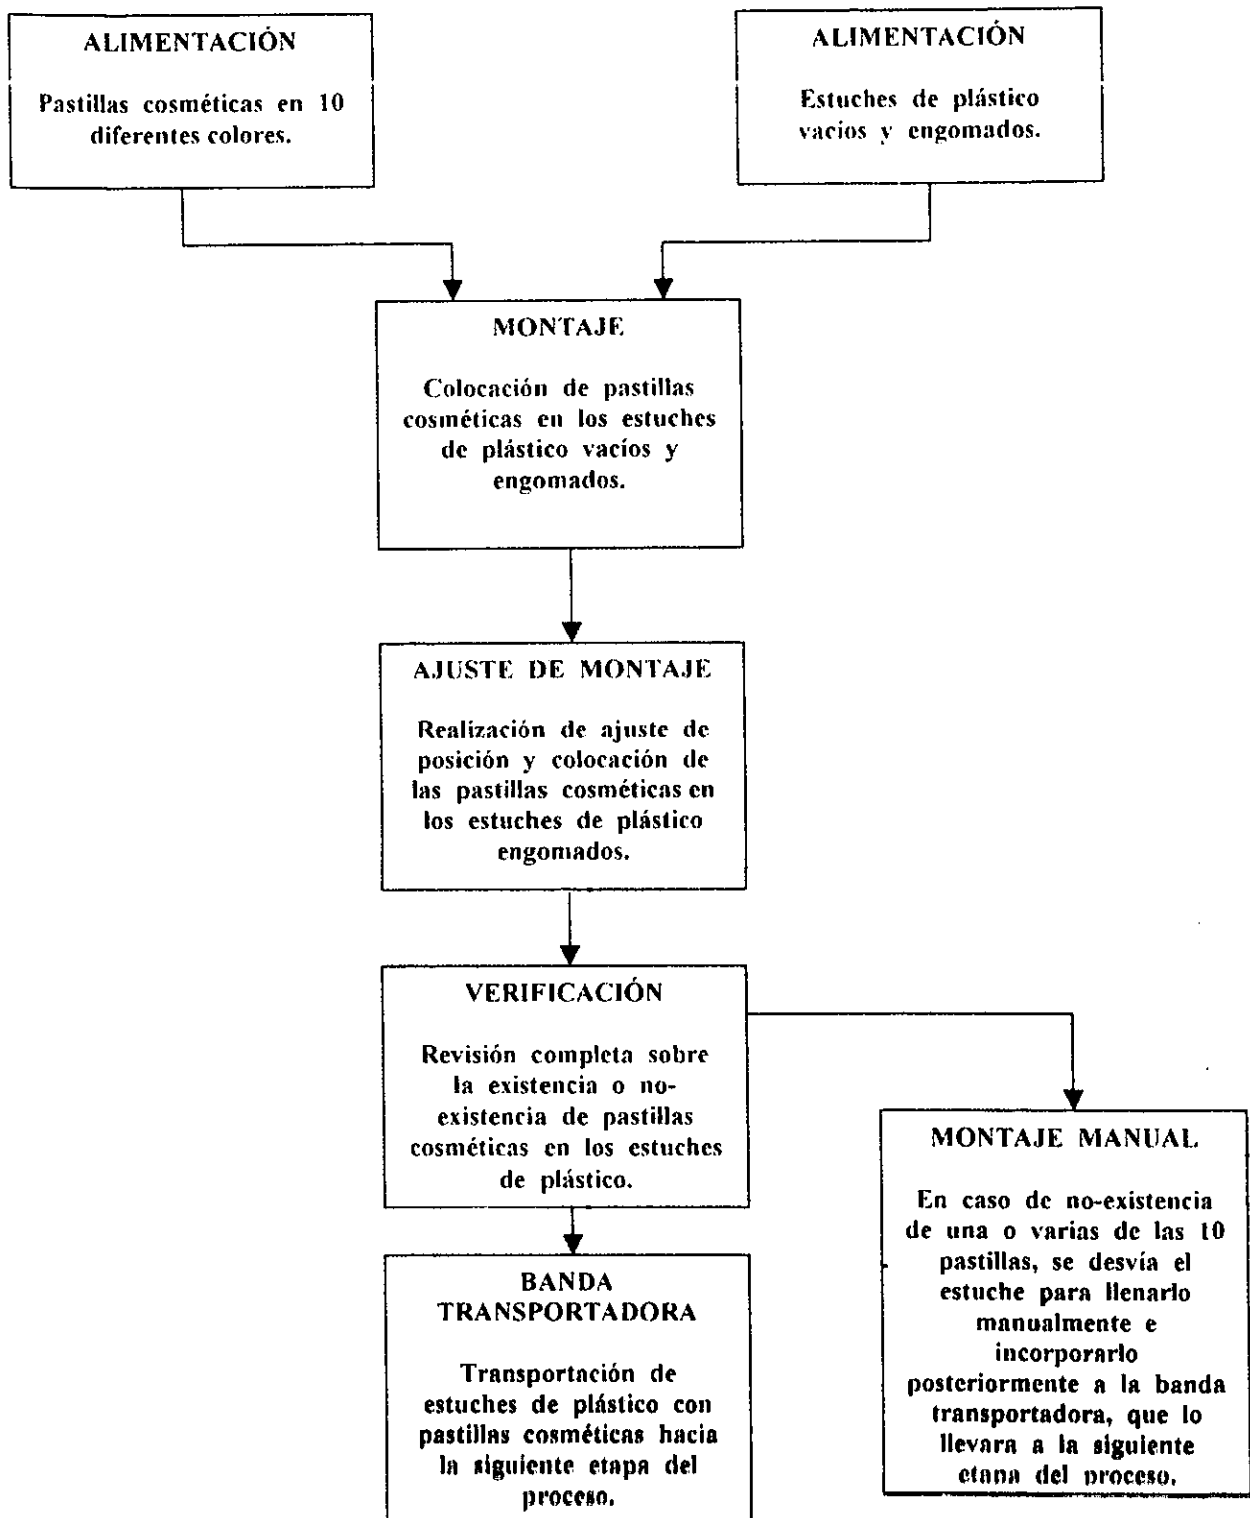 ALIMENTACIÓN
Pastillas cosméticas en 10
diferentes colores.
ALIMENTACIÓN
Estuches de plástico
vacios y engomados.
MONTAJE
Colocación de pastillas
cosméticas en los estuches
de plástico vacíos y
engomados.
AJUSTE DE MONTAJE
Realización de ajuste de
posición y colocación de
las pastillas cosméticas en
los estuches de plástico
engomados.
VERIFICACIÓN
Revisión completa sobre
la existencia o no-
existencia de pastillas
cosméticas en los estuches
de plástico.
MONTAJE MANUAL
En caso de no-existencia
de una o varias de las 10
pastillas, se desvía el
estuche para llenarlo
manualmente e
incorporarlo
posteriormente a la banda
transportadora, que lo
llevara a la siguiente
etapa del proceso.
BANDA
TRANSPORTADORA
Transportación de
estuches de plástico con
pastillas cosméticas hacia
la siguiente etapa del
proceso.